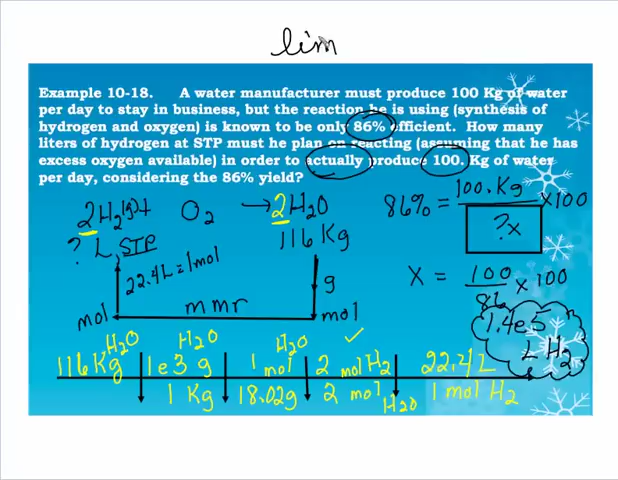 lim
Example 10-18. A water manufacturer must produce 100 Kg of water
per day to stay in business, but the reaction he is using (synthesis of
hydrogen and oxygen) is known to be only 86% efficient. How many
liters of hydrogen at STP must he plan on reacting (assuming that he has
excess oxygen available) in order to actually produce 100. Kg of water
per day, considering the 86% yield?
2H₂(g)+ O₂ → 2H₂O
86% = 100. Kg / ?x × 100
? L, STP 116 Kg
22.4L = 1mol
g
X = 100 / 86 × 100
mol mmr mol
1.4e5 L H₂
116 Kg H₂O | 1e3 g H₂O | 1 mol H₂O | 2 mol H₂ | 22.4L
1 Kg | 18.02g | 2 mol H₂O | 1 mol H₂